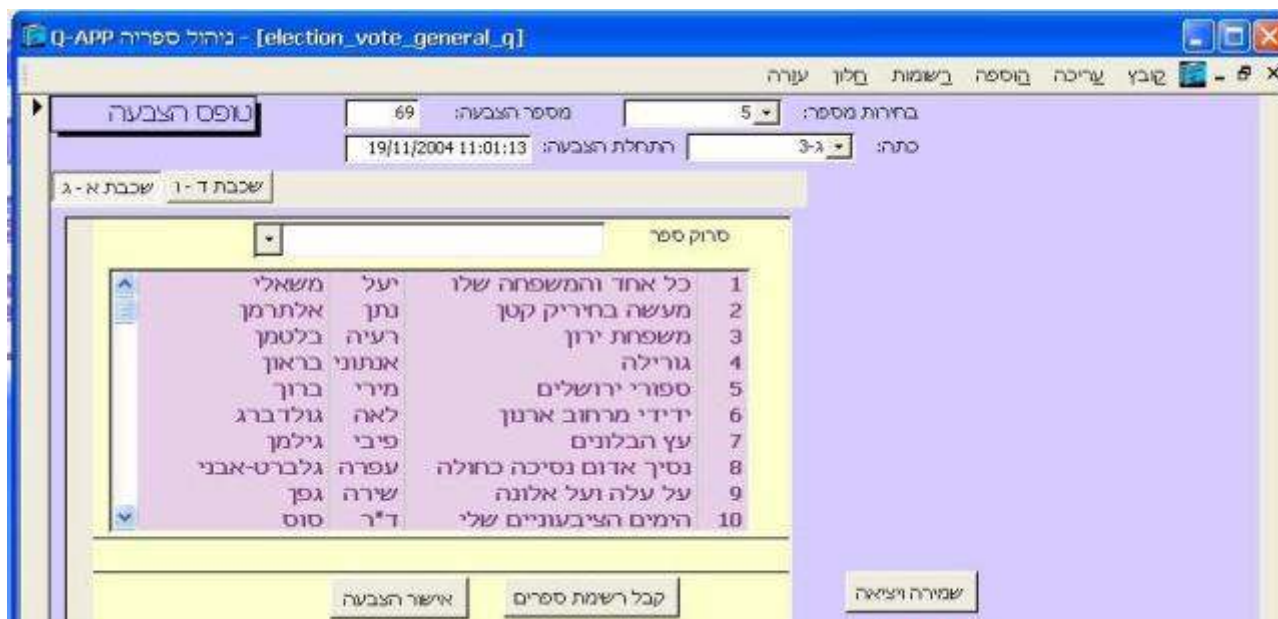 Q-APP ניהול ספריה - [election_vote_general_q]
קובץ עריכה הוספה רשומות חלון עזרה
בחירות מספר: 5 מספר הצבעה: 69 טופס הצבעה
כתה: ג-3 התחלת הצבעה: 19/11/2004 11:01:13
שכבת ד - ו שכבת א - ג
סרוק ספר
1 כל אחד והמשפחה שלו יעל משאלי
2 מעשה בחיריק קטן נתן אלתרמן
3 משפחת ירון רעיה בלטמן
4 גורילה אנתוני בראון
5 ספורי ירושלים מירי ברוך
6 ידידי מרחוב ארנון לאה גולדברג
7 עץ הבלונים פיבי גילמן
8 נסיך אדום נסיכה כחולה עפרה גלברט-אבני
9 על עלה ועל אלונה שירה גפן
10 הימים הציבעוניים שלי ד"ר סוס
שמירה ויציאה קבל רשימת ספרים אישור הצבעה